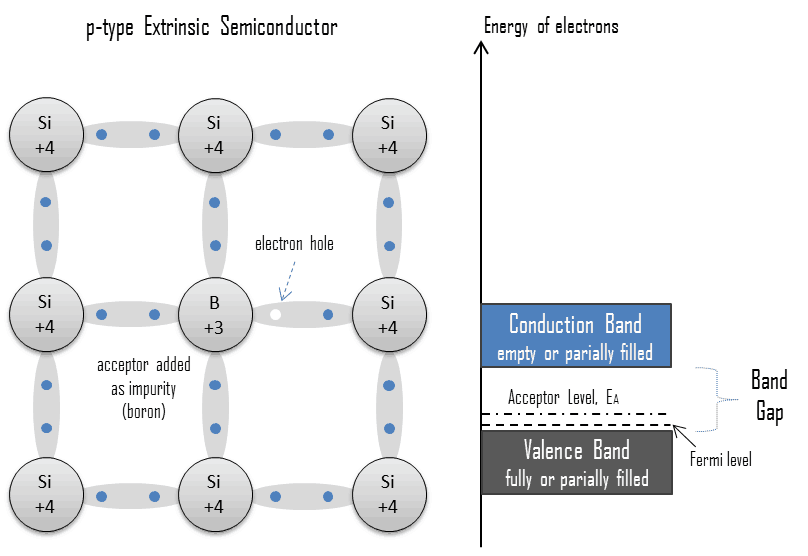 p-type Extrinsic Semiconductor
Si
+4
Si
+4
Si
+4
electron hole
Si
+4
B
+3
Si
+4
acceptor added
as impurity
(boron)
Si
+4
Si
+4
Si
+4
Energy of electrons
Conduction Band
empty or parially filled
Acceptor Level, EA
Band
Gap
Valence Band
fully or parially filled
Fermi level